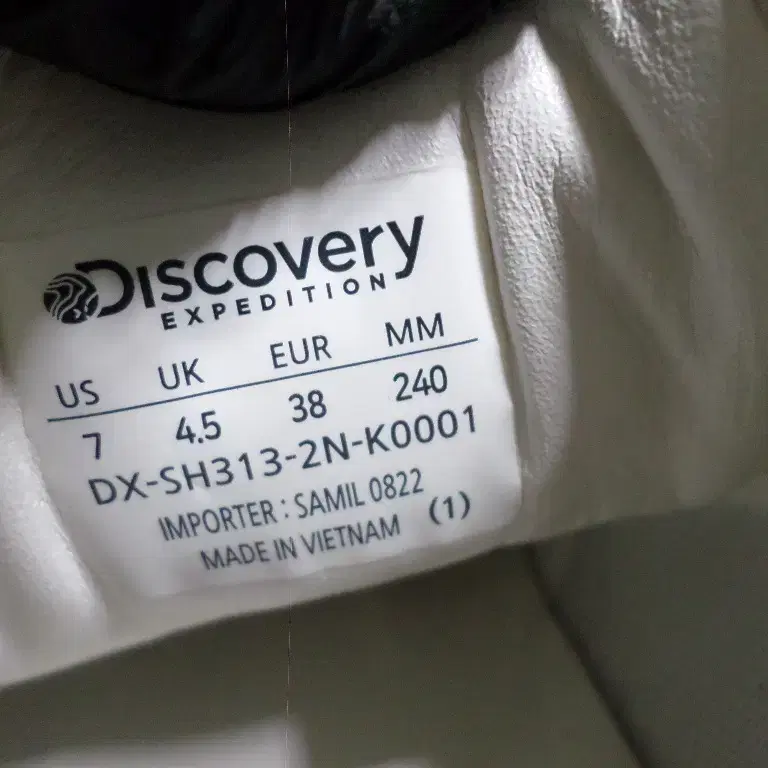 DISCOVERY
EXPEDITION
US UK EUR MM
7 4.5 38 240
DX-SH313-2N-K0001
IMPORTER : SAMIL 0822
MADE IN VIETNAM (1)